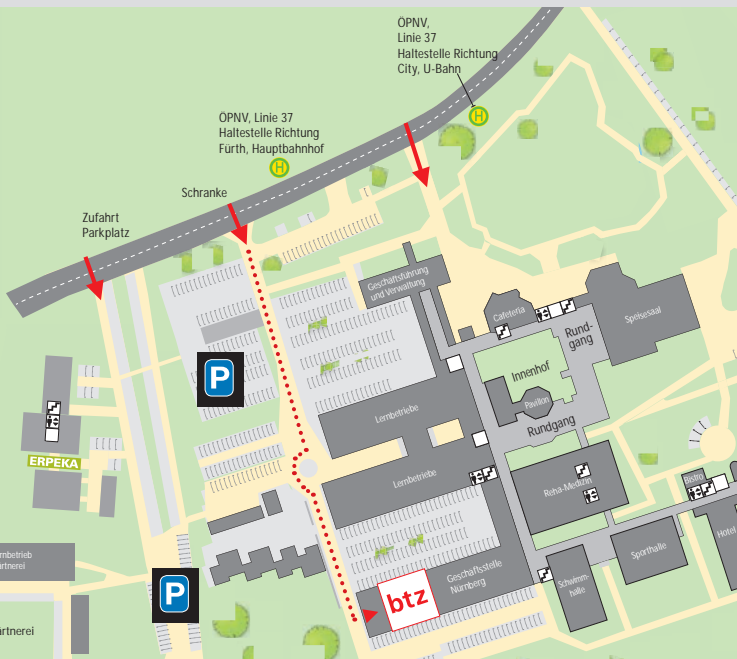 ÖPNV,
Linie 37
Haltestelle Richtung
City, U-Bahn
H
ÖPNV, Linie 37
Haltestelle Richtung
Fürth, Hauptbahnhof
H
Schranke
Zufahrt
Parkplatz
Geschäftsführung
und Verwaltung
Cafeteria
Speisesaal
Rund-
gang
Innenhof
Pavillon
Rundgang
P
Lernbetriebe
Lernbetriebe
ERPEKA
Reha-Medizin
Bistro
Hotel
Sporthalle
Schwimm-
halle
Geschäftsstelle
Nürnberg
btz
P
rnbetrieb
rtnerei
ärtnerei